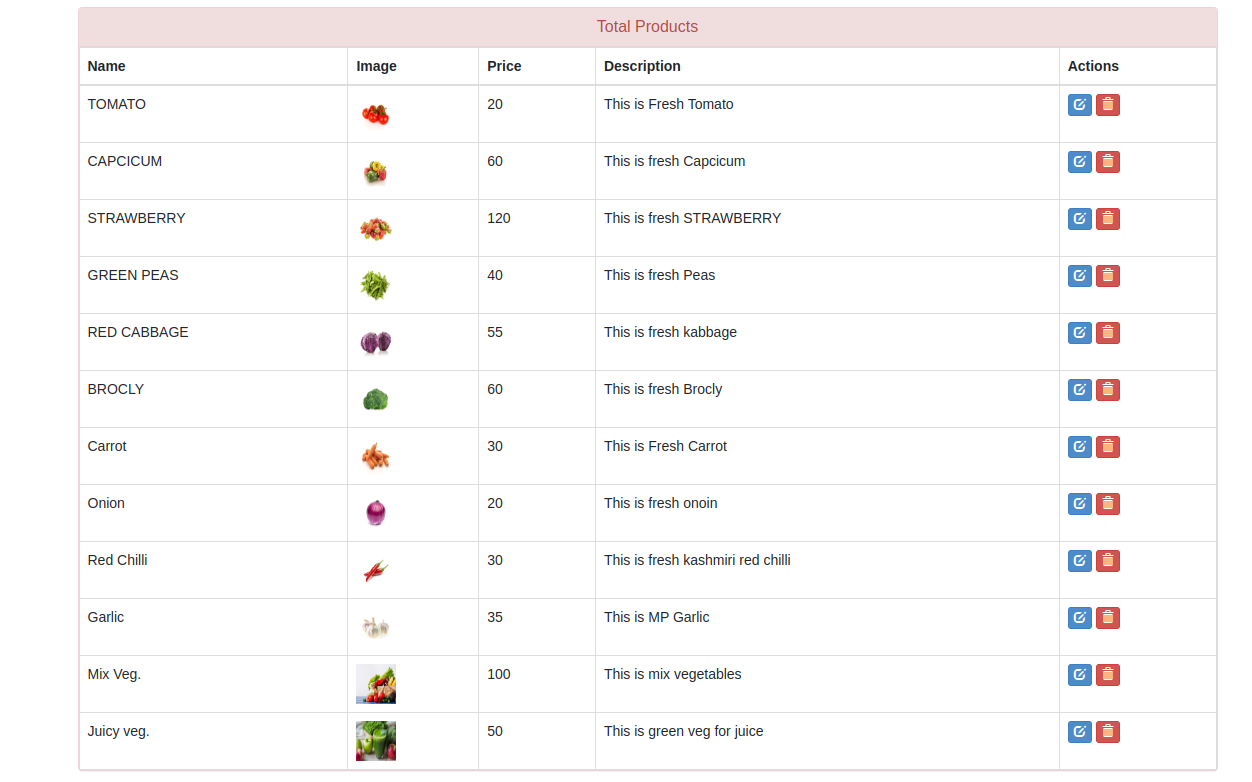 Total Products
Name Image Price Description Actions
TOMATO 20 This is Fresh Tomato
CAPCICUM 60 This is fresh Capcicum
STRAWBERRY 120 This is fresh STRAWBERRY
GREEN PEAS 40 This is fresh Peas
RED CABBAGE 55 This is fresh kabbage
BROCLY 60 This is fresh Brocly
Carrot 30 This is Fresh Carrot
Onion 20 This is fresh onoin
Red Chilli 30 This is fresh kashmiri red chilli
Garlic 35 This is MP Garlic
Mix Veg. 100 This is mix vegetables
Juicy veg. 50 This is green veg for juice